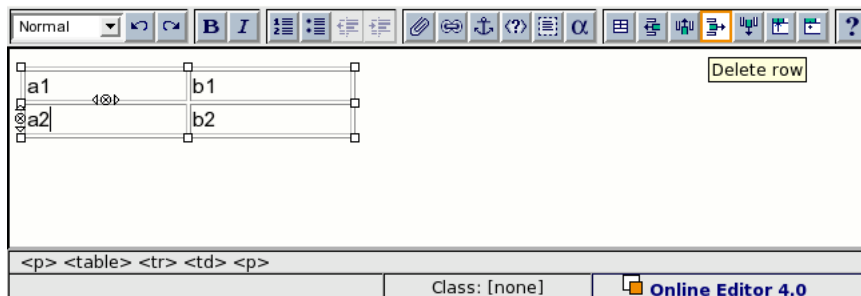 Normal
B I <?> α ?
Delete row
a1 b1
a2 b2
<p> <table> <tr> <td> <p>
Class: [none] Online Editor 4.0